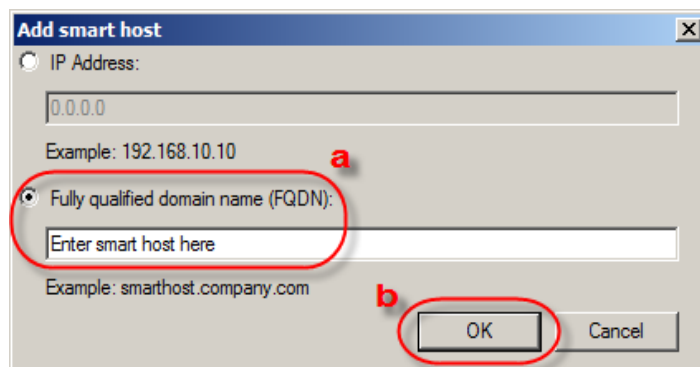 Add smart host
IP Address:
0.0.0.0
Example: 192.168.10.10
a
Fully qualified domain name (FQDN):
Enter smart host here
Example: smarthost.company.com
b
OK Cancel